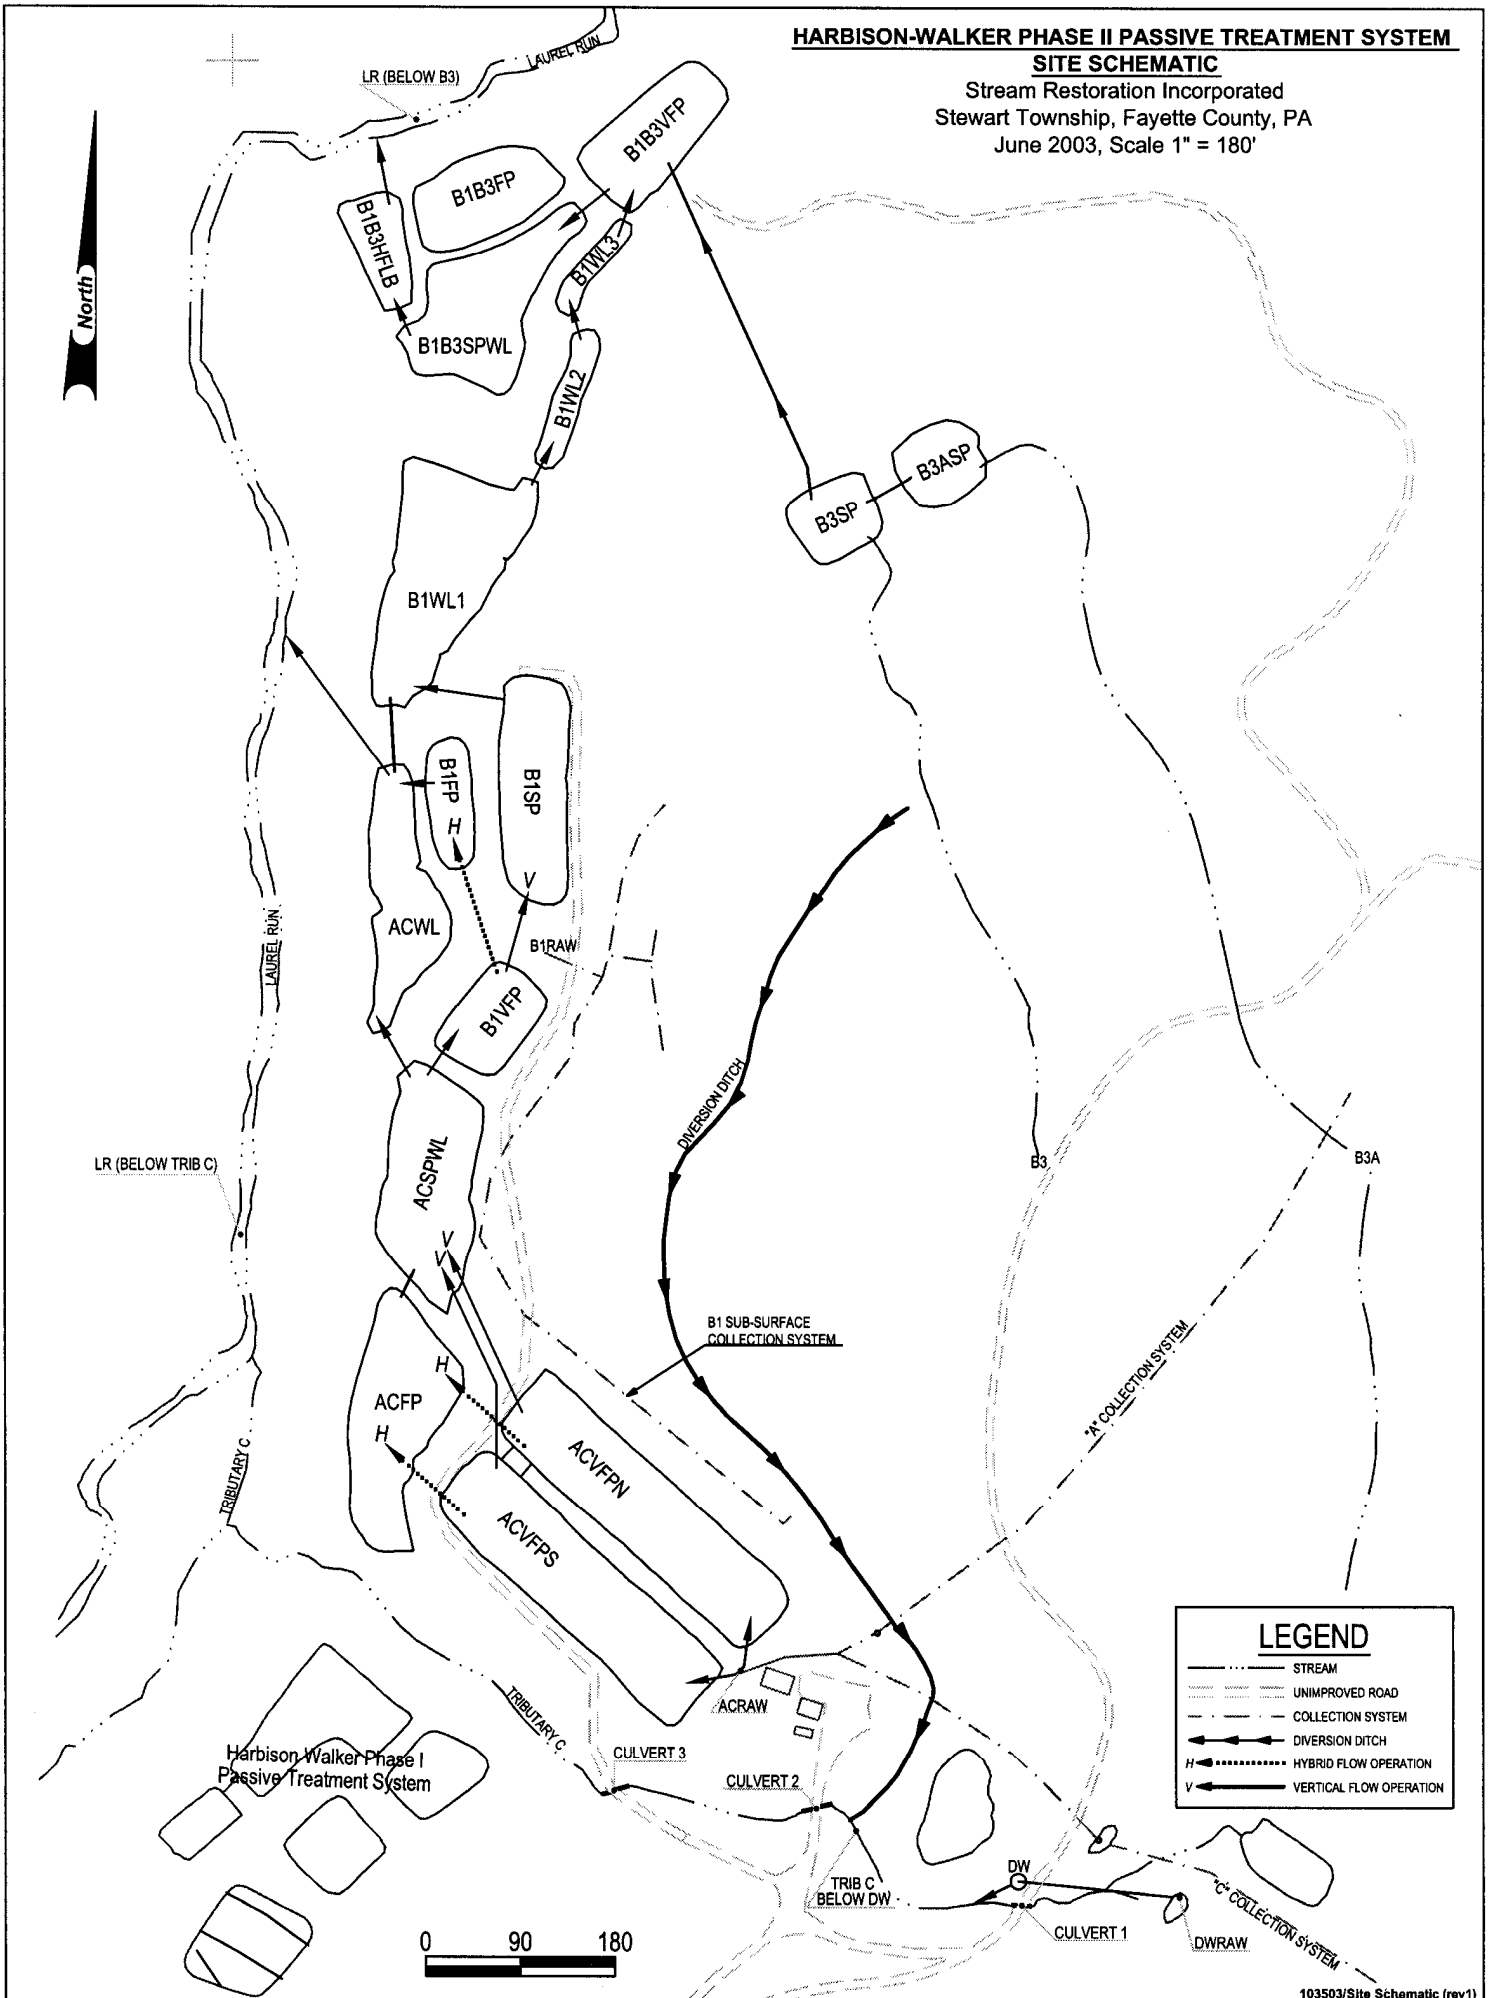 HARBISON-WALKER PHASE II PASSIVE TREATMENT SYSTEM
SITE SCHEMATIC
Stream Restoration Incorporated
Stewart Township, Fayette County, PA
June 2003, Scale 1" = 180'
LAUREL RUN
LR (BELOW B3)
B1B3VFP
B1B3FP
B1B3HFLB
B1WL3
North
B1B3SPWL
B1WL2
B3ASP
B3SP
B1WL1
B1FP
H
B1SP
V
ACWL
LAUREL RUN
B1RAW
B1VFP
DIVERSION DITCH
ACSPWL
LR (BELOW TRIB C)
B3
B3A
V
V
B1 SUB-SURFACE
COLLECTION SYSTEM
"A" COLLECTION SYSTEM
H
ACFP
H
ACVFPN
TRIBUTARY C
ACVFPS
LEGEND
STREAM
UNIMPROVED ROAD
COLLECTION SYSTEM
DIVERSION DITCH
H HYBRID FLOW OPERATION
V VERTICAL FLOW OPERATION
ACRAW
TRIBUTARY C
Harbison Walker Phase I
Passive Treatment System
CULVERT 3
CULVERT 2
DW
TRIB C
BELOW DW
"C" COLLECTION SYSTEM
CULVERT 1
DWRAW
0 90 180
103503/Site Schematic (rev1)